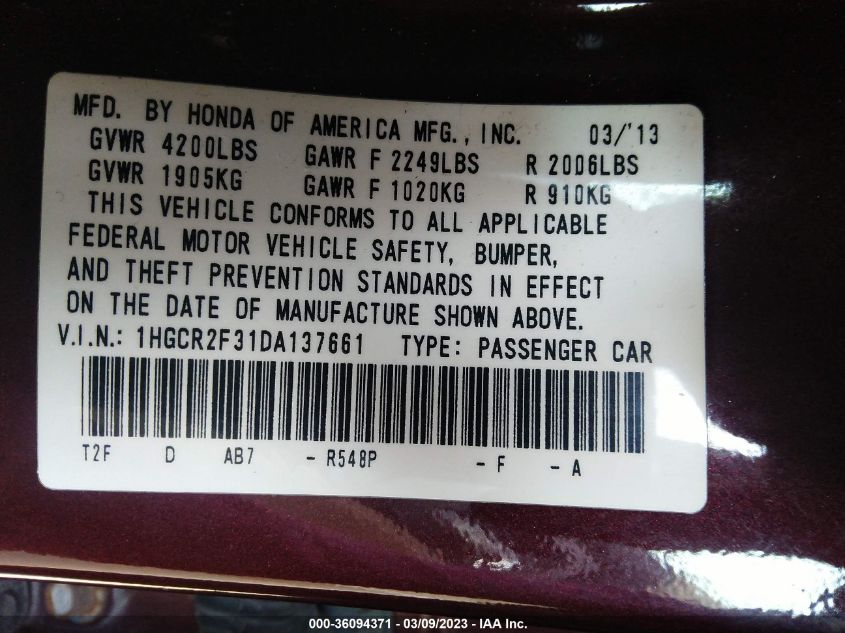 MFD. BY HONDA OF AMERICA MFG., INC. 03/'13
GVWR 4200LBS GAWR F 2249LBS R 2006LBS
GVWR 1905KG GAWR F 1020KG R 910KG
THIS VEHICLE CONFORMS TO ALL APPLICABLE
FEDERAL MOTOR VEHICLE SAFETY, BUMPER,
AND THEFT PREVENTION STANDARDS IN EFFECT
ON THE DATE OF MANUFACTURE SHOWN ABOVE.
V.I.N.: 1HGCR2F31DA137661 TYPE: PASSENGER CAR
T2F D AB7 - R548P - F - A
000-36094371 - 03/09/2023 - IAA Inc.